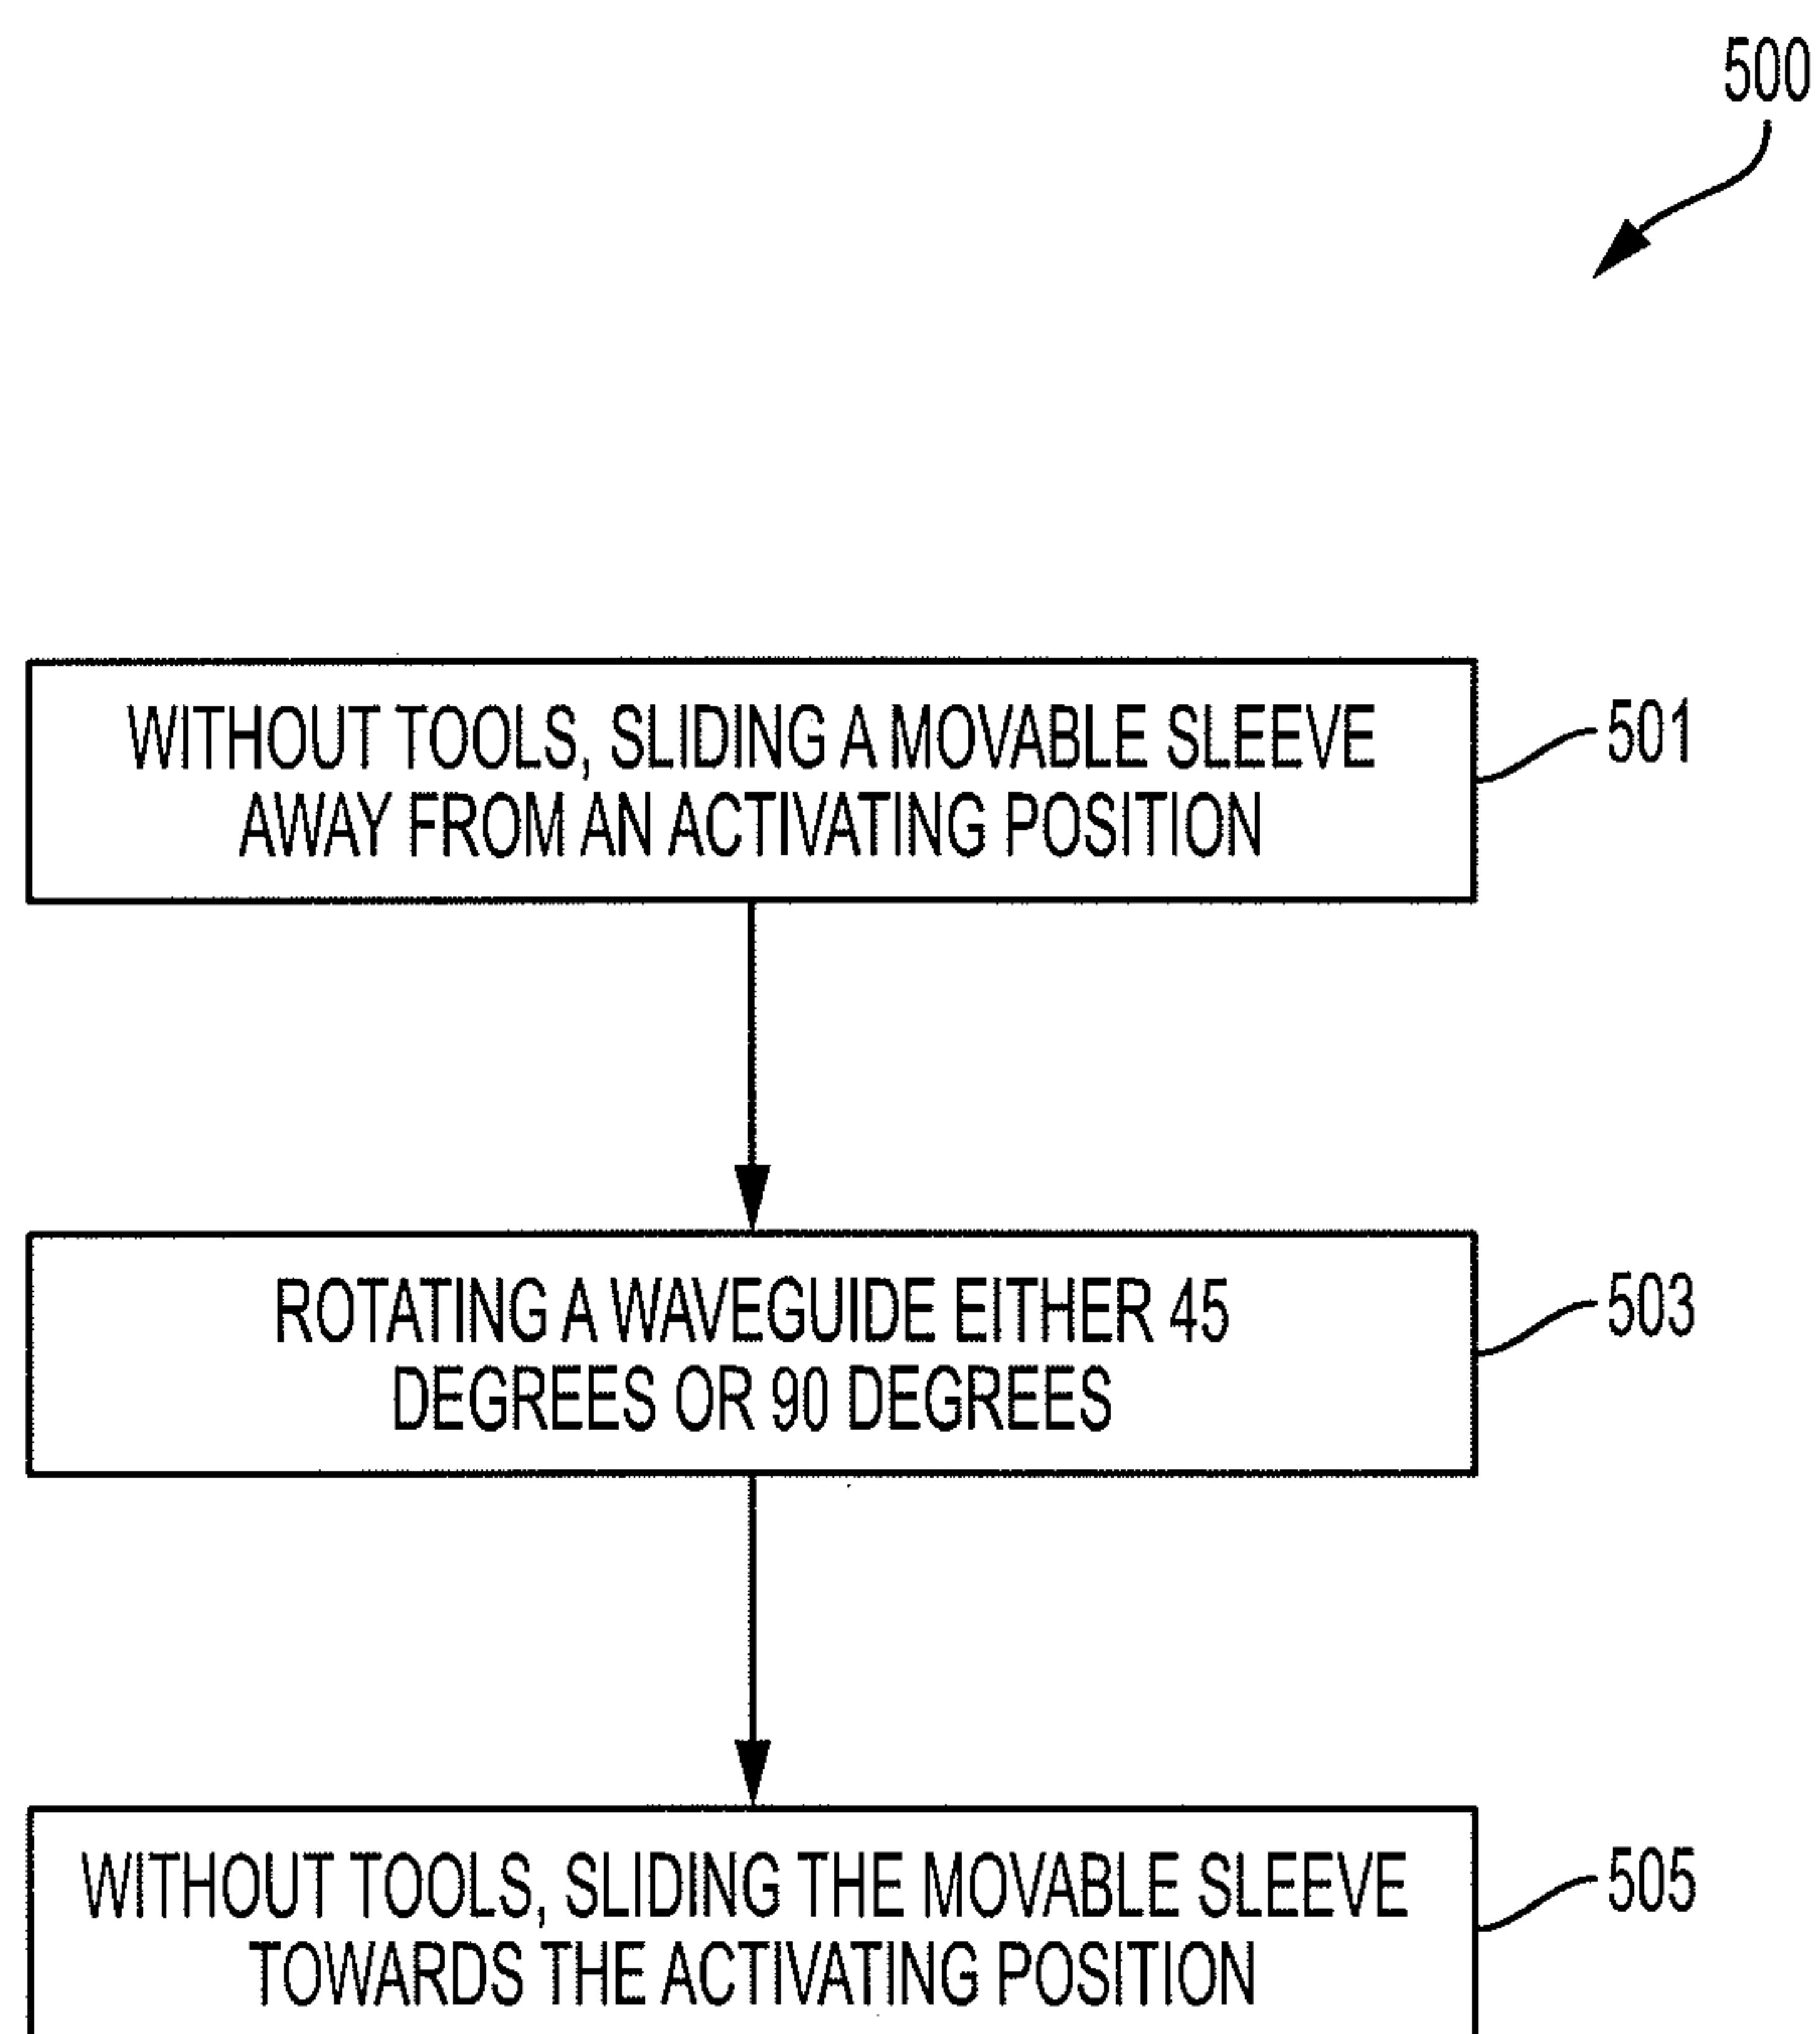 500
WITHOUT TOOLS, SLIDING A MOVABLE SLEEVE
AWAY FROM AN ACTIVATING POSITION
501
ROTATING A WAVEGUIDE EITHER 45
DEGREES OR 90 DEGREES
503
WITHOUT TOOLS, SLIDING THE MOVABLE SLEEVE
TOWARDS THE ACTIVATING POSITION
505